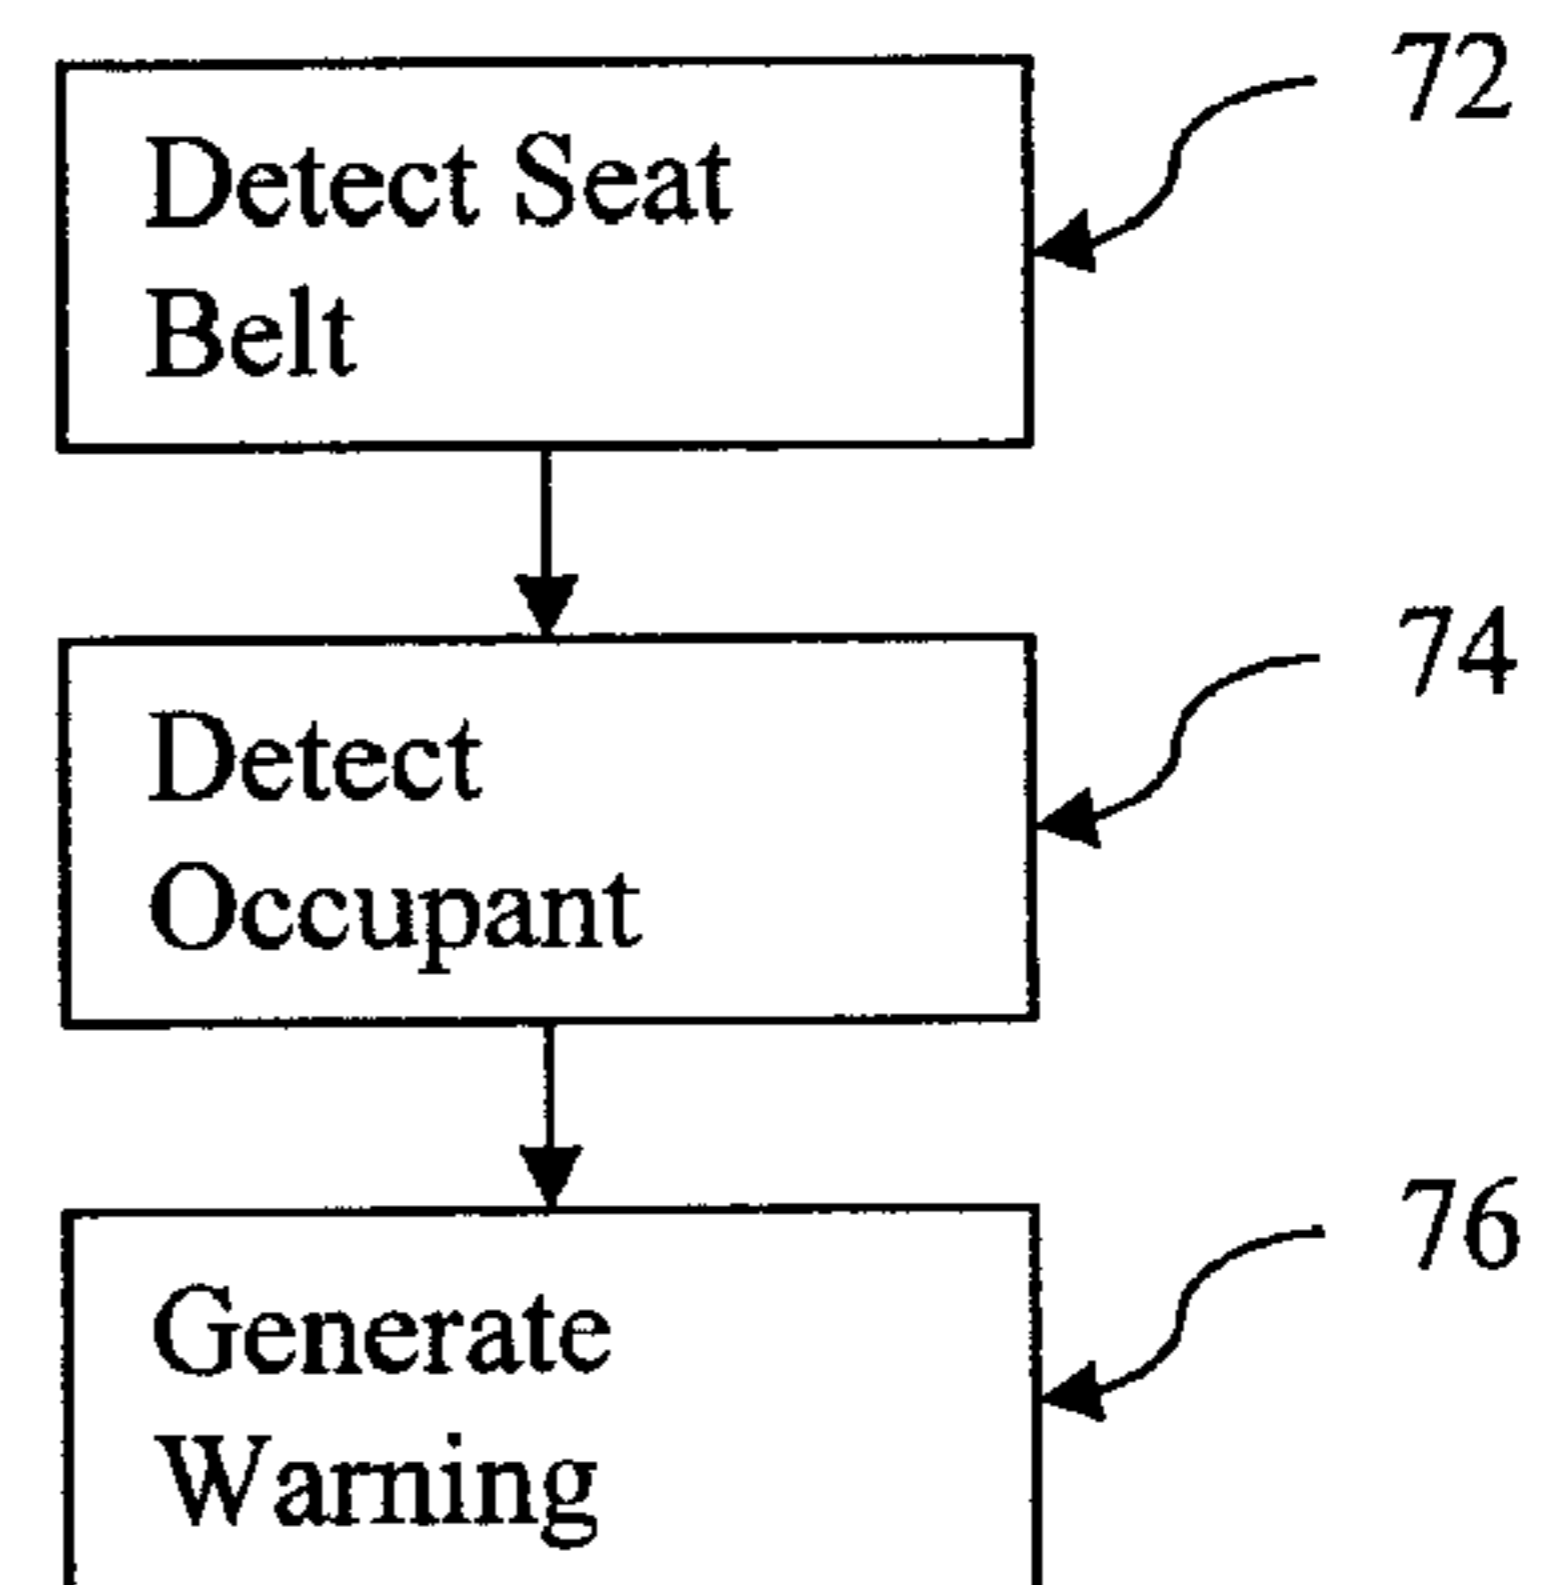 72
Detect Seat
Belt
74
Detect
Occupant
76
Generate
Warning